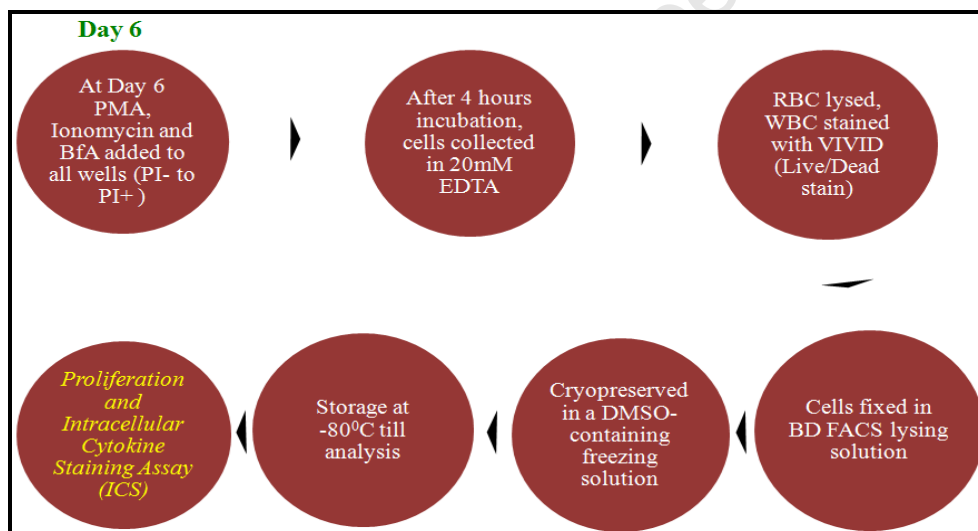 Day 6
At Day 6
PMA,
Ionomycin and
BfA added to
all wells (PI- to
PI+ )
After 4 hours
incubation,
cells collected
in 20mM
EDTA
RBC lysed,
WBC stained
with VIVID
(Live/Dead
stain)
Cells fixed in
BD FACS lysing
solution
Cryopreserved
in a DMSO-
containing
freezing
solution
Storage at
-80⁰C till
analysis
Proliferation
and
Intracellular
Cytokine
Staining Assay
(ICS)